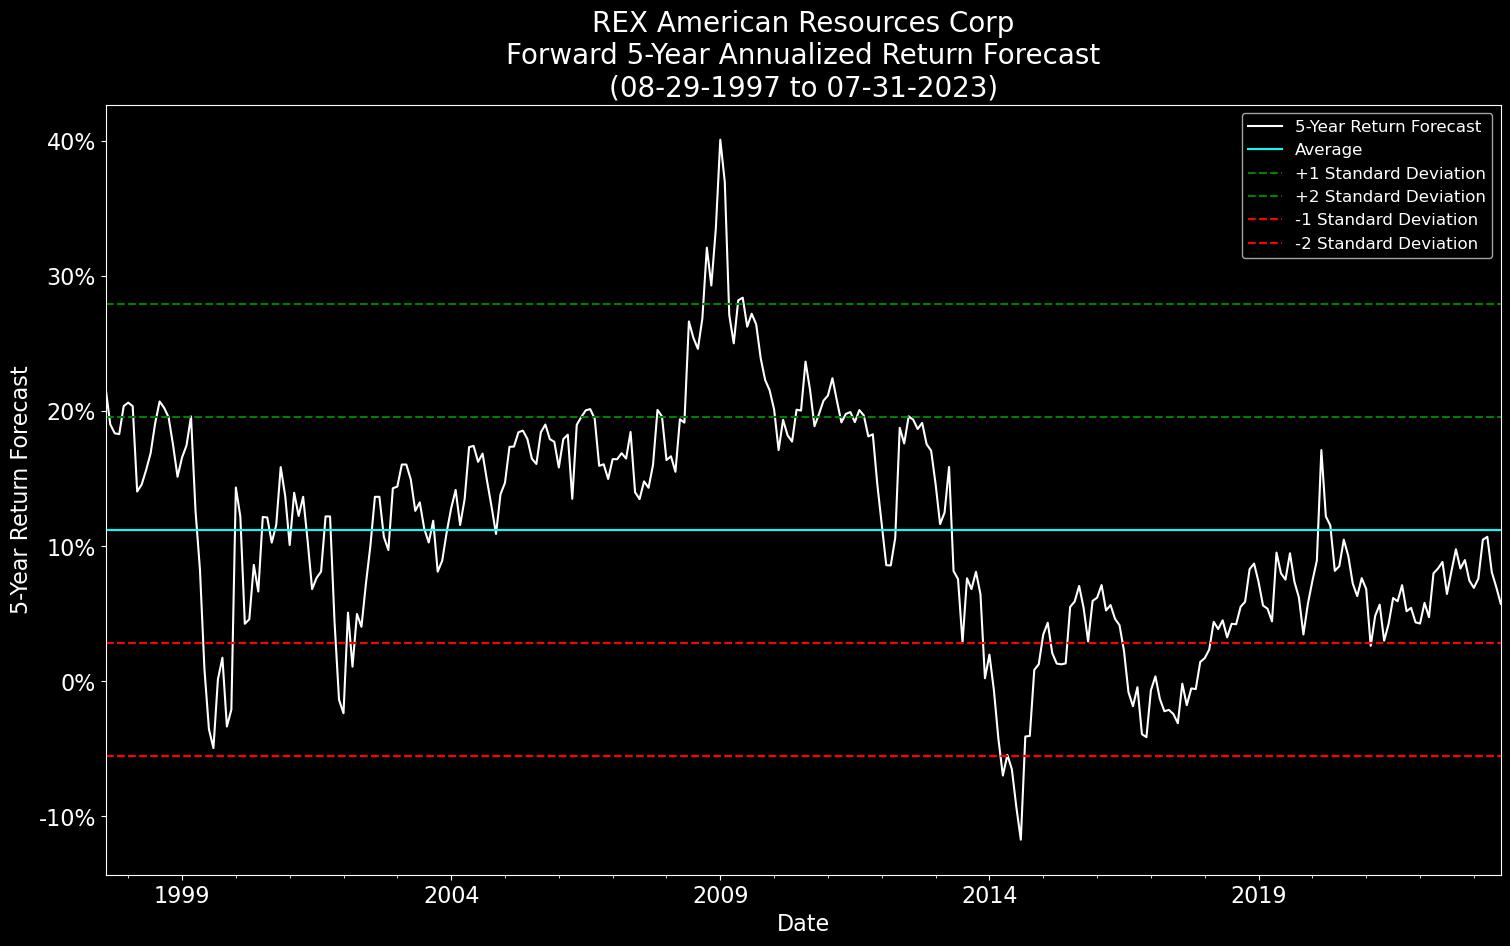 REX American Resources Corp
Forward 5-Year Annualized Return Forecast
(08-29-1997 to 07-31-2023)
5-Year Return Forecast
Average
+1 Standard Deviation
+2 Standard Deviation
-1 Standard Deviation
-2 Standard Deviation
5-Year Return Forecast
40%
30%
20%
10%
0%
-10%
1999 2004 2009 2014 2019
Date